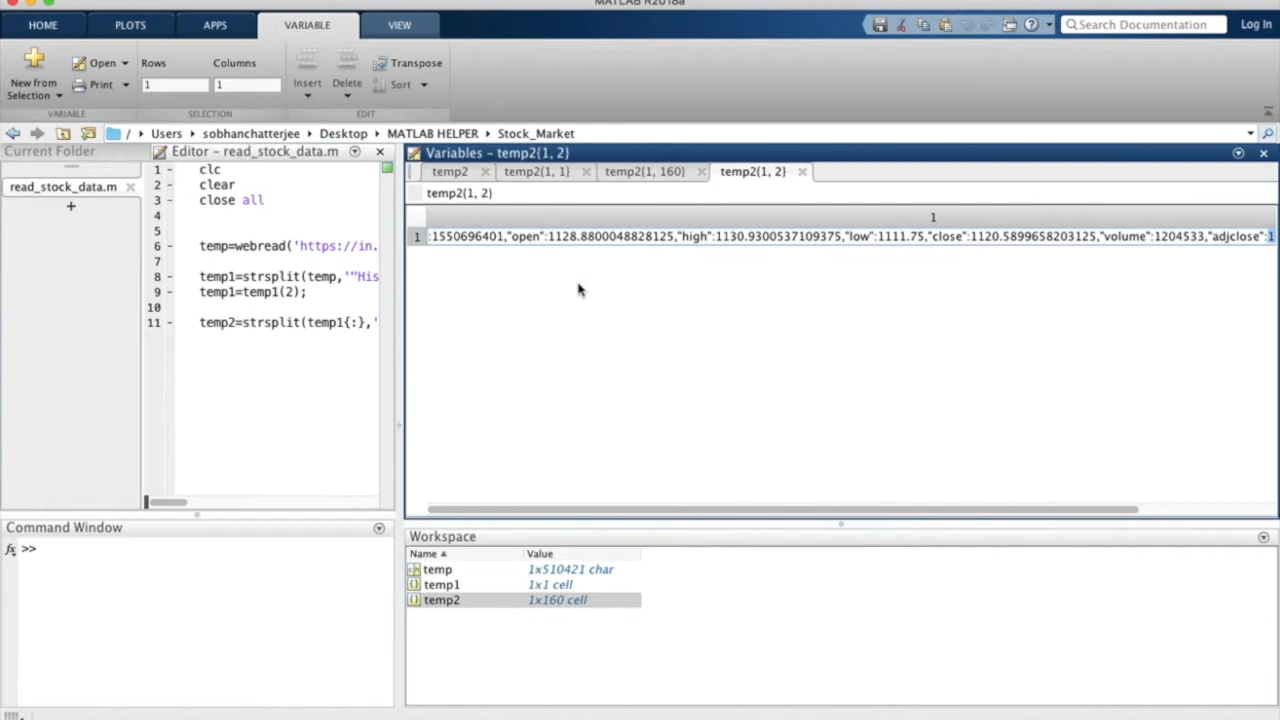 MATLAB R2018a
HOME PLOTS APPS VARIABLE VIEW Search Documentation Log In
New from Selection Open Print Rows Columns Insert Delete Transpose Sort
1 1
VARIABLE SELECTION EDIT
/ Users sobhanchatterjee Desktop MATLAB HELPER Stock_Market
Current Folder
read_stock_data.m
+
Editor – read_stock_data.m
1 – clc
2 – clear
3 – close all
4
5
6 – temp=webread('https://in.
7
8 – temp1=strsplit(temp,'"His
9 – temp1=temp1(2);
10
11 – temp2=strsplit(temp1{:},'
Variables – temp2{1, 2}
temp2 temp2{1, 1} temp2{1, 160} temp2{1, 2}
temp2{1, 2}
1
1 :1550696401,"open":1128.8800048828125,"high":1130.9300537109375,"low":1111.75,"close":1120.5899658203125,"volume":1204533,"adjclose":1
Command Window
fx >>
Workspace
Name Value
temp 1x510421 char
temp1 1x1 cell
temp2 1x160 cell